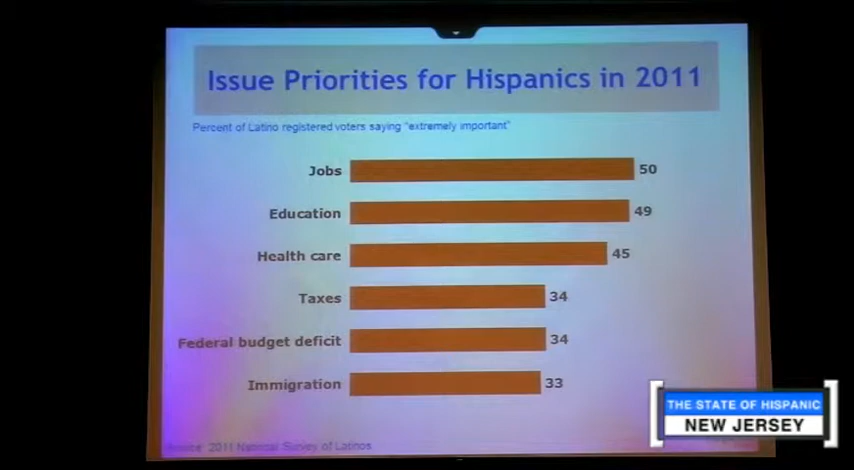 Issue Priorities for Hispanics in 2011
Percent of Latino registered voters saying "extremely important"
Jobs 50
Education 49
Health care 45
Taxes 34
Federal budget deficit 34
Immigration 33
Source: 2011 National Survey of Latinos
THE STATE OF HISPANIC
NEW JERSEY